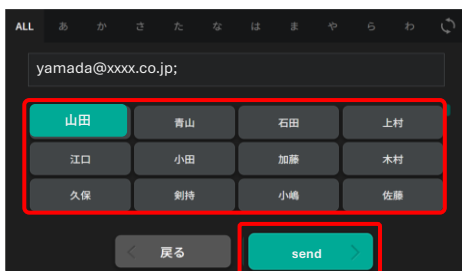 ALL あ か さ た な は ま や ら わ
yamada@xxxx.co.jp;
山田 青山 石田 上村
江口 小田 加藤 木村
久保 剣持 小嶋 佐藤
戻る send